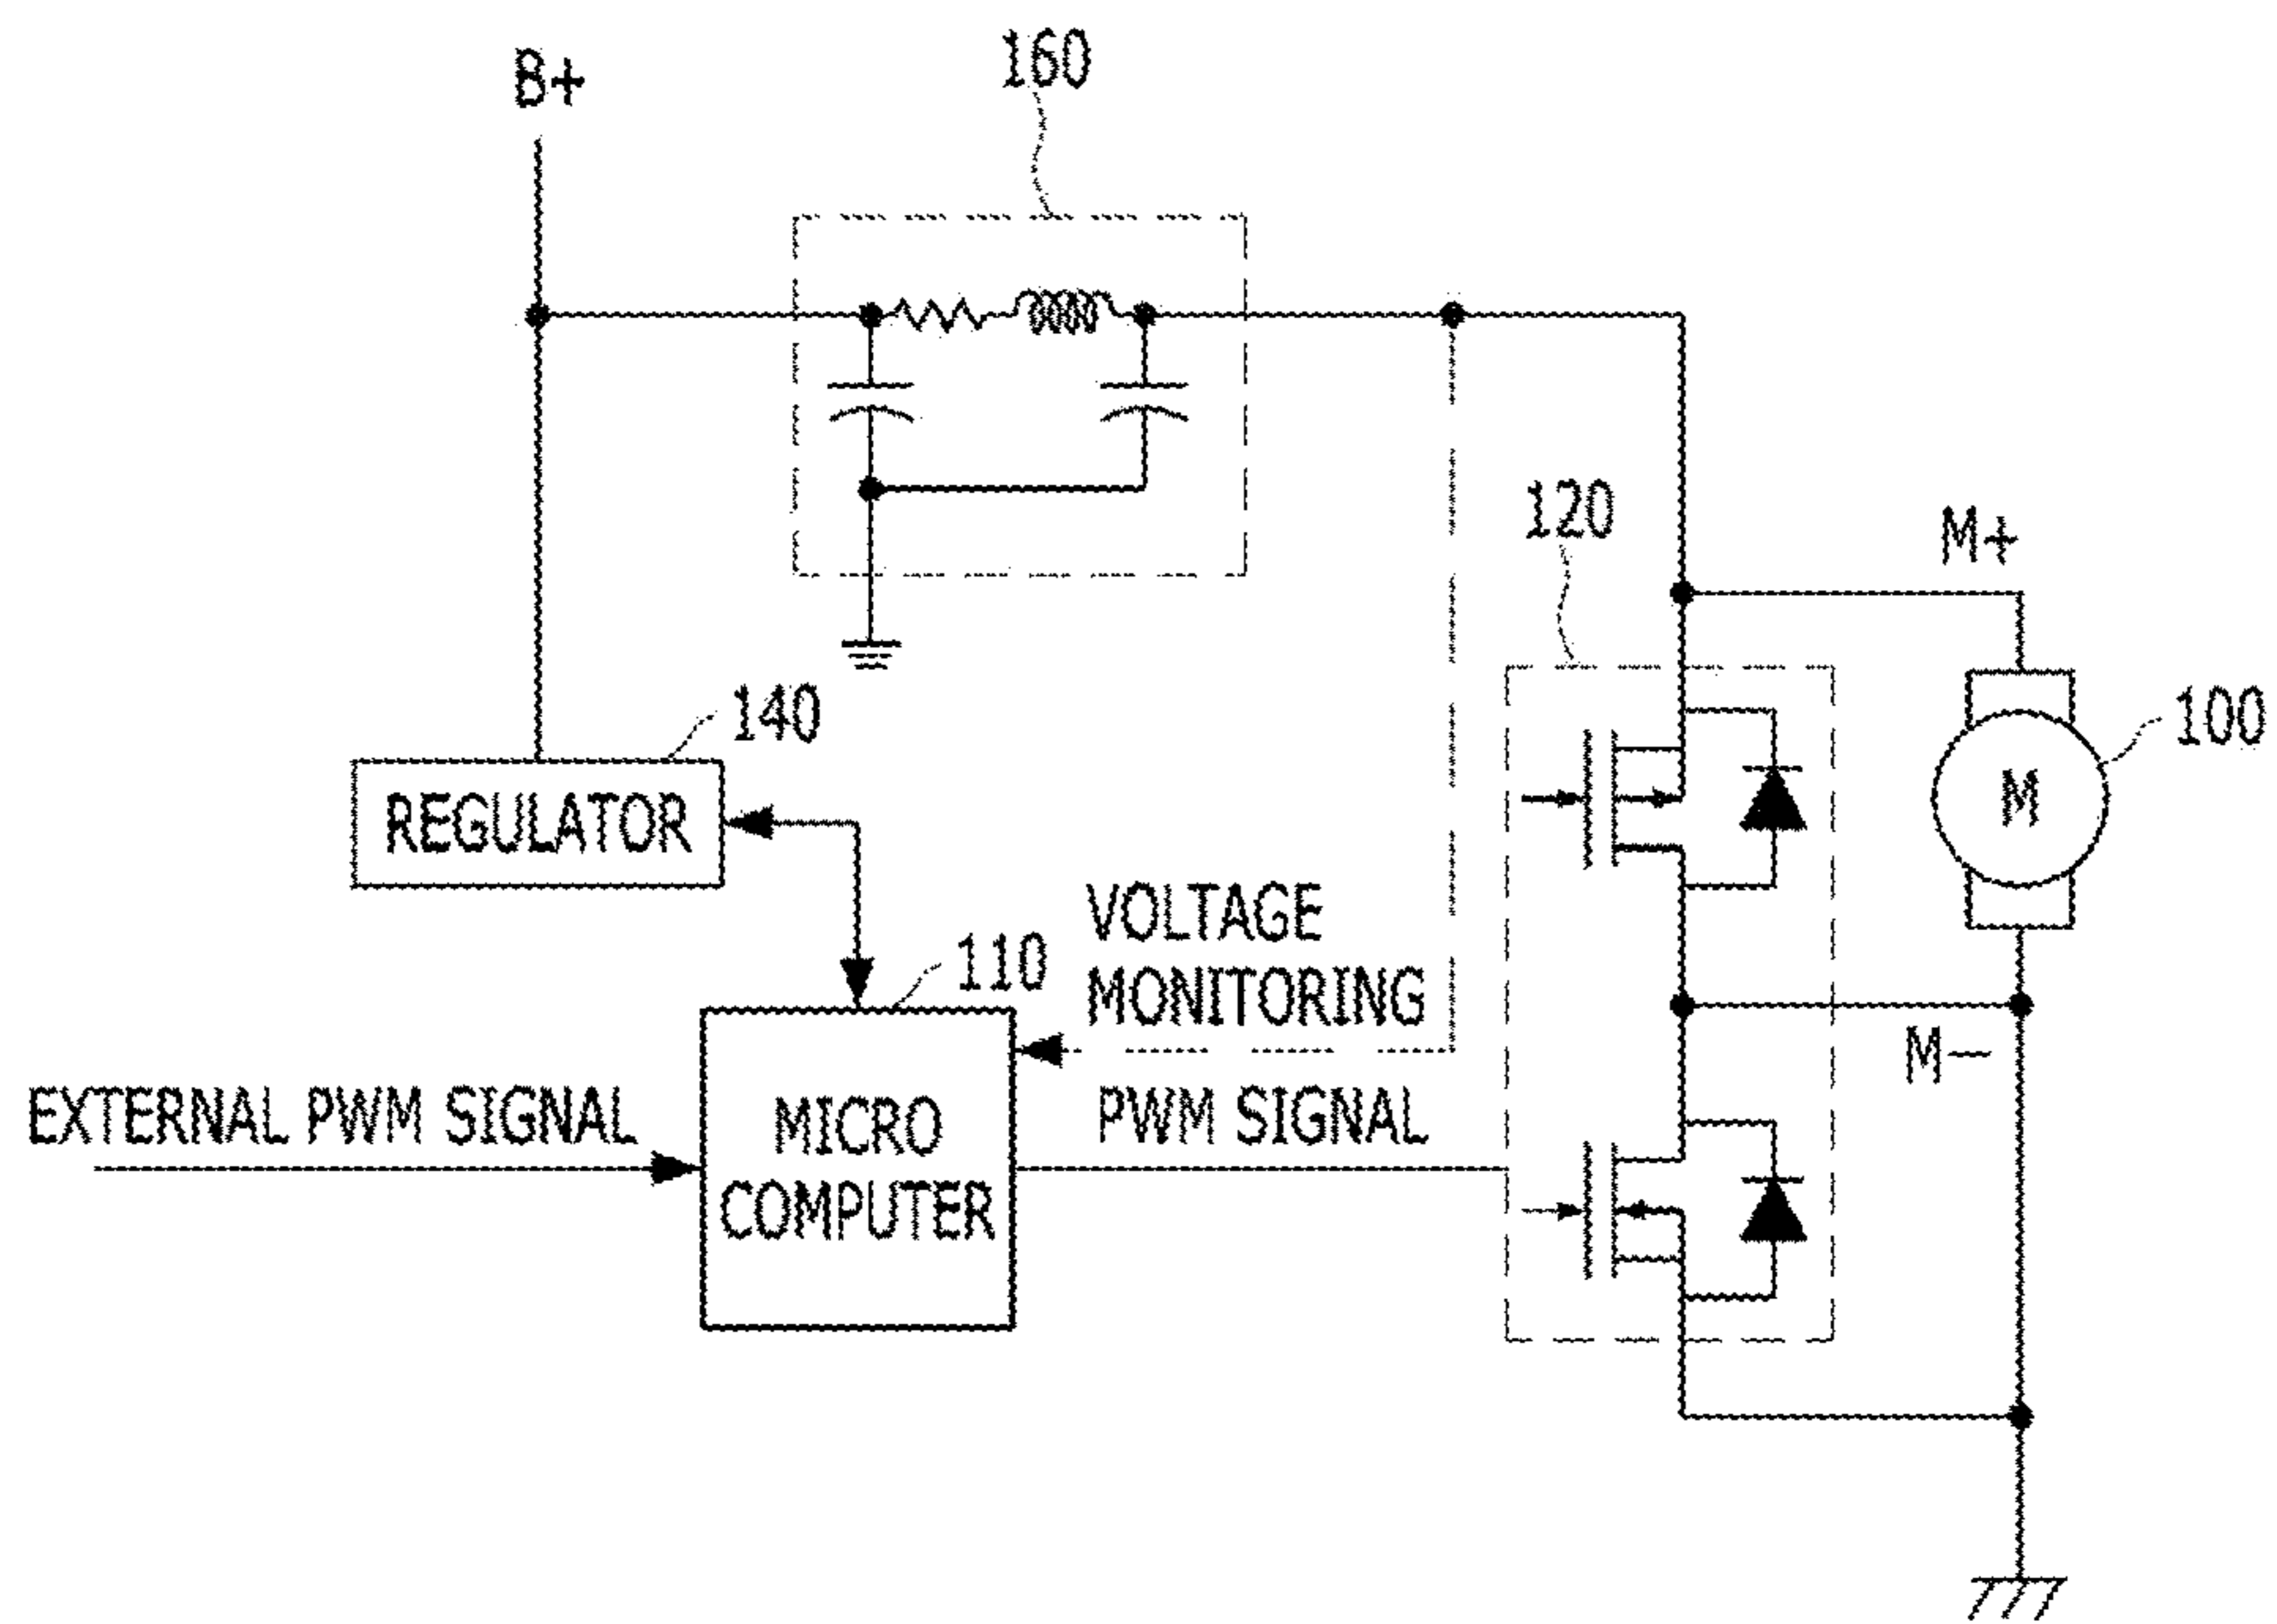 B+
160
120
M+
140
100
REGULATOR
M
VOLTAGE
MONITORING
110
M−
EXTERNAL PWM SIGNAL
MICRO
COMPUTER
PWM SIGNAL